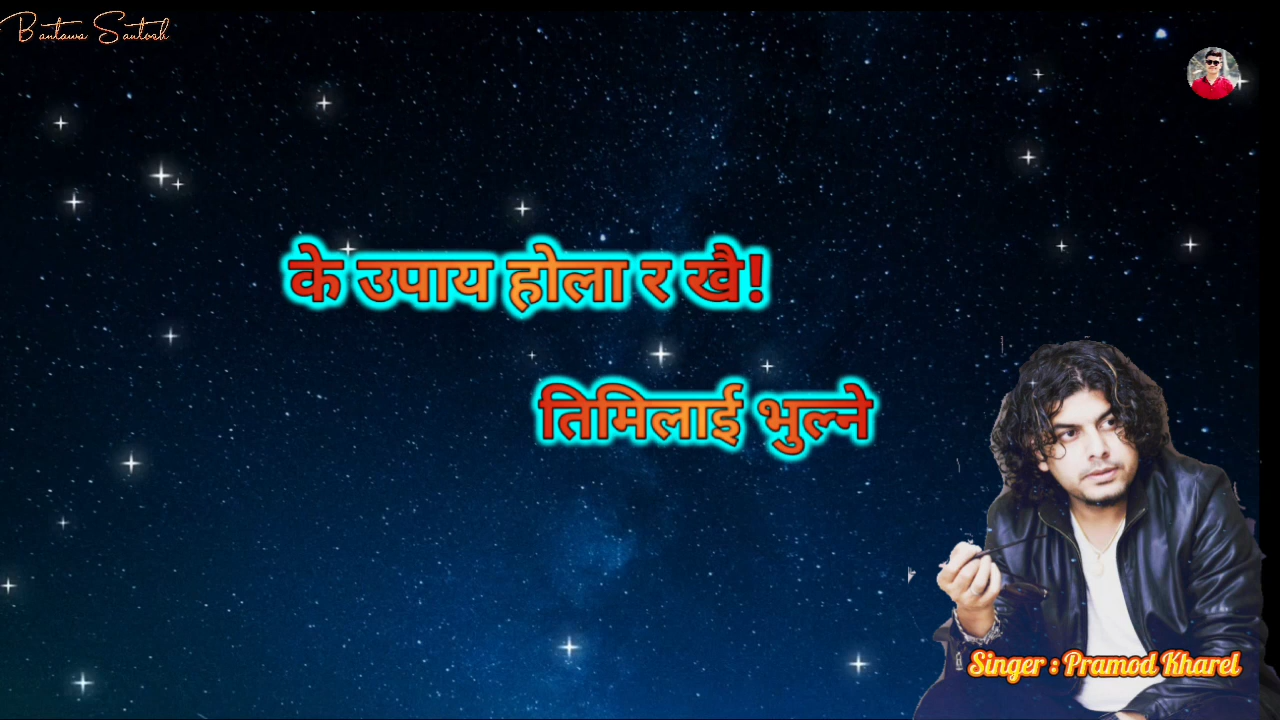 Bantawa Santosh
के उपाय होला र खै!
तिमिलाई भुल्ने
Singer : Pramod Kharel